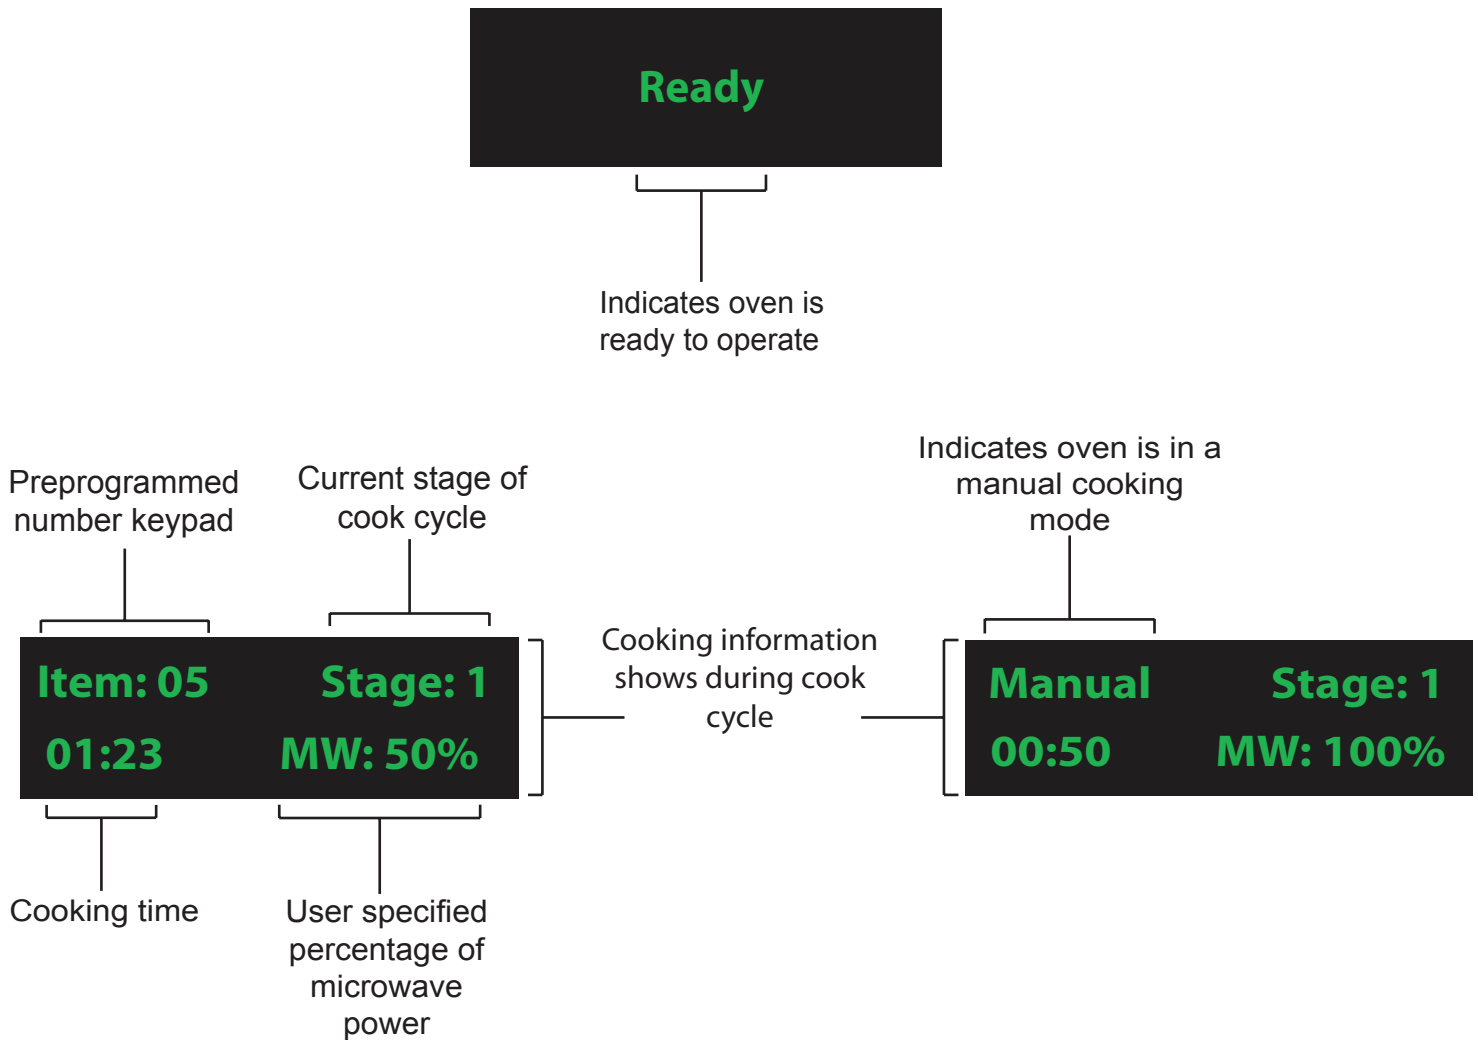 Ready
Indicates oven is
ready to operate
Preprogrammed
number keypad
Current stage of
cook cycle
Indicates oven is in a
manual cooking
mode
Item: 05 Stage: 1
01:23 MW: 50%
Cooking information
shows during cook
cycle
Manual Stage: 1
00:50 MW: 100%
Cooking time
User specified
percentage of
microwave
power